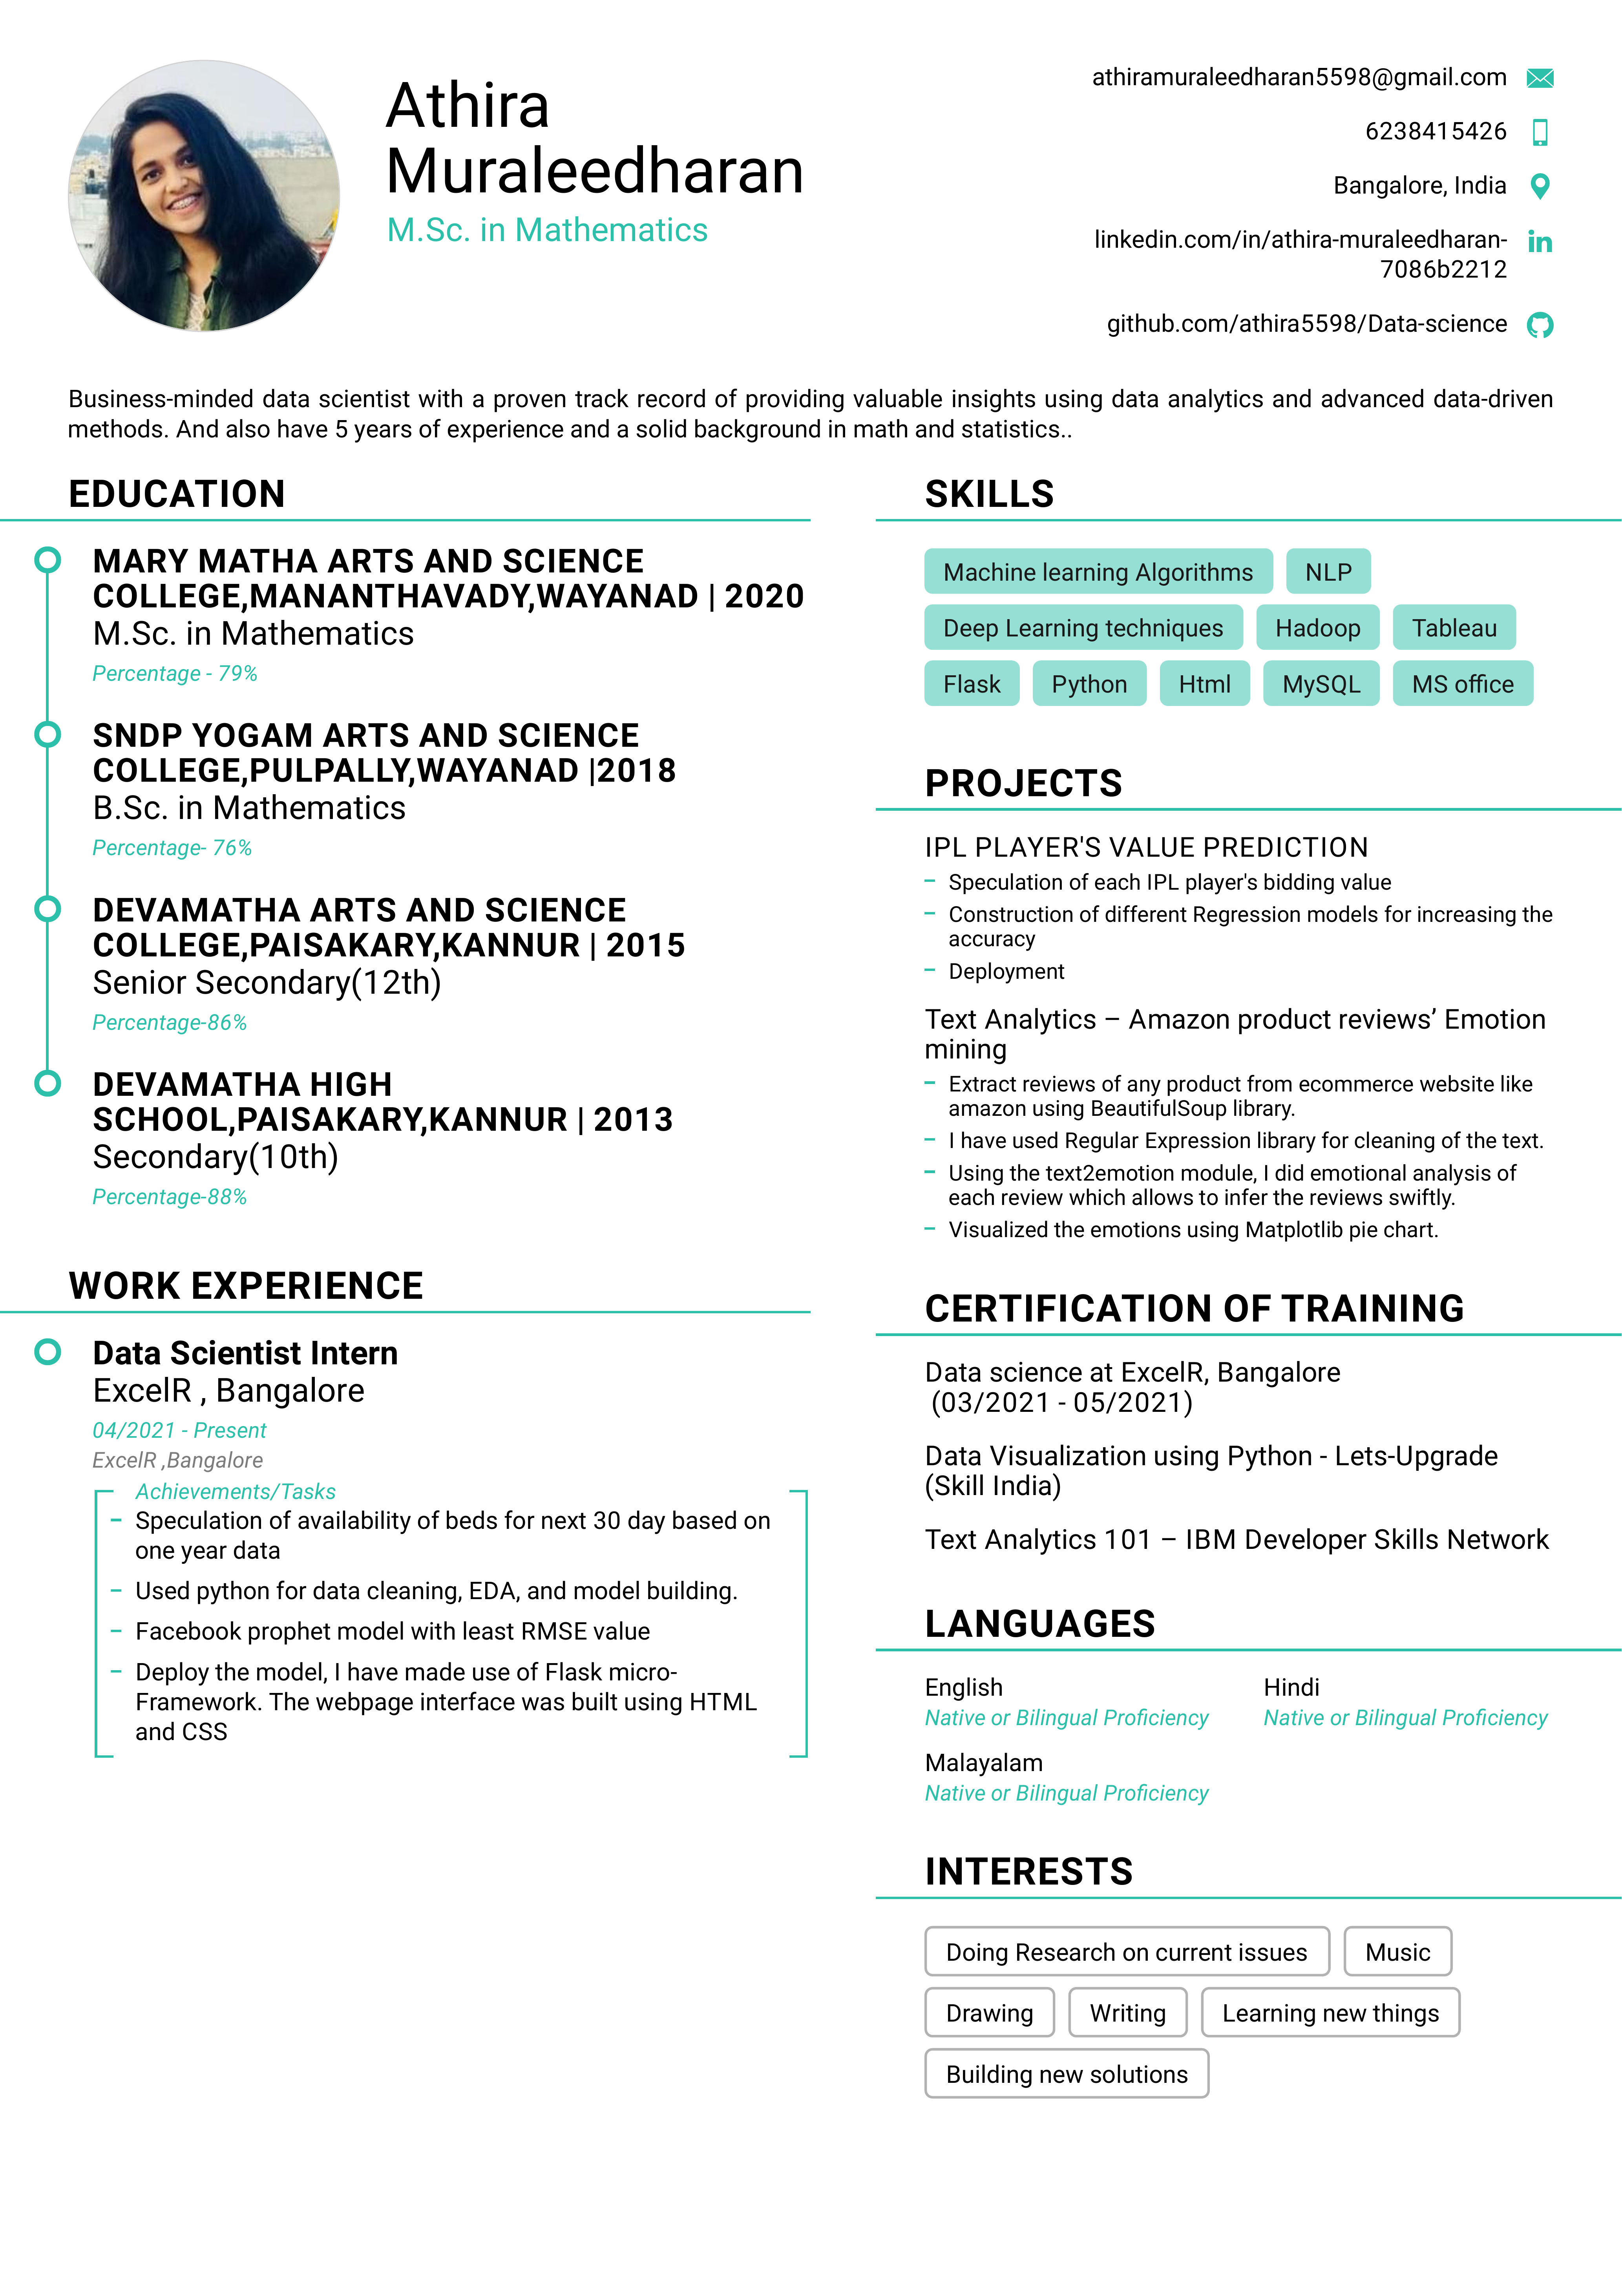 Athira
Muraleedharan
M.Sc. in Mathematics
athiramuraleedharan5598@gmail.com
6238415426
Bangalore, India
linkedin.com/in/athira-muraleedharan-
7086b2212
github.com/athira5598/Data-science
Business-minded data scientist with a proven track record of providing valuable insights using data analytics and advanced data-driven
methods. And also have 5 years of experience and a solid background in math and statistics..
EDUCATION
MARY MATHA ARTS AND SCIENCE
COLLEGE,MANANTHAVADY,WAYANAD | 2020
M.Sc. in Mathematics
Percentage - 79%
SNDP YOGAM ARTS AND SCIENCE
COLLEGE,PULPALLY,WAYANAD |2018
B.Sc. in Mathematics
Percentage- 76%
DEVAMATHA ARTS AND SCIENCE
COLLEGE,PAISAKARY,KANNUR | 2015
Senior Secondary(12th)
Percentage-86%
DEVAMATHA HIGH
SCHOOL,PAISAKARY,KANNUR | 2013
Secondary(10th)
Percentage-88%
WORK EXPERIENCE
Data Scientist Intern
ExcelR , Bangalore
04/2021 - Present
ExcelR ,Bangalore
Achievements/Tasks
– Speculation of availability of beds for next 30 day based on
one year data
– Used python for data cleaning, EDA, and model building.
– Facebook prophet model with least RMSE value
– Deploy the model, I have made use of Flask micro-
Framework. The webpage interface was built using HTML
and CSS
SKILLS
Machine learning Algorithms NLP
Deep Learning techniques Hadoop Tableau
Flask Python Html MySQL MS office
PROJECTS
IPL PLAYER'S VALUE PREDICTION
– Speculation of each IPL player's bidding value
– Construction of different Regression models for increasing the
accuracy
– Deployment
Text Analytics – Amazon product reviews’ Emotion
mining
– Extract reviews of any product from ecommerce website like
amazon using BeautifulSoup library.
– I have used Regular Expression library for cleaning of the text.
– Using the text2emotion module, I did emotional analysis of
each review which allows to infer the reviews swiftly.
– Visualized the emotions using Matplotlib pie chart.
CERTIFICATION OF TRAINING
Data science at ExcelR, Bangalore
(03/2021 - 05/2021)
Data Visualization using Python - Lets-Upgrade
(Skill India)
Text Analytics 101 – IBM Developer Skills Network
LANGUAGES
English Hindi
Native or Bilingual Proficiency Native or Bilingual Proficiency
Malayalam
Native or Bilingual Proficiency
INTERESTS
Doing Research on current issues Music
Drawing Writing Learning new things
Building new solutions